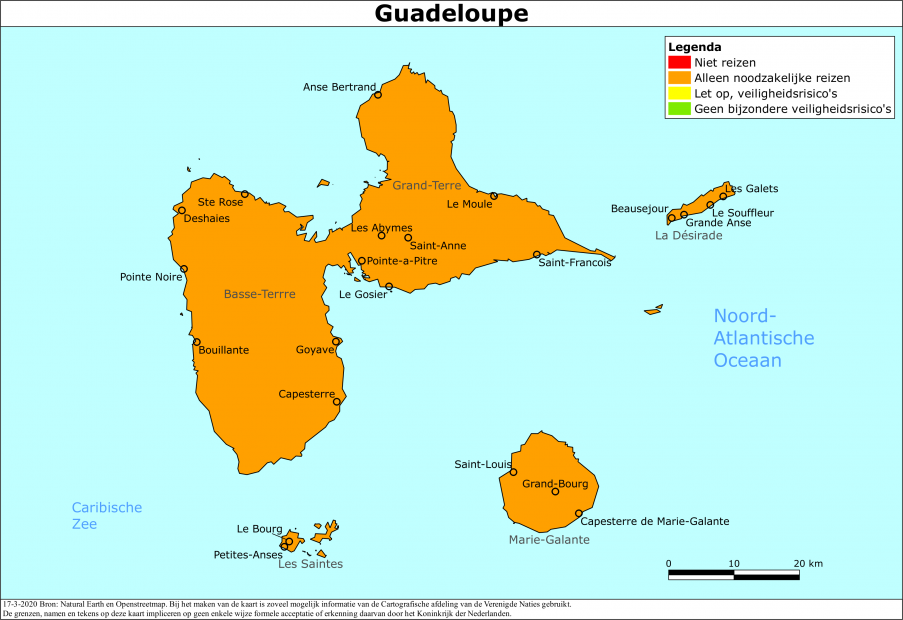 Guadeloupe
Legenda
Niet reizen
Alleen noodzakelijke reizen
Let op, veiligheidsrisico's
Geen bijzondere veiligheidsrisico's
Anse Bertrand
Grand-Terre
Les Galets
Ste Rose
Le Moule
Beausejour
Le Souffleur
Deshaies
Grande Anse
Les Abymes
La Désirade
Saint-Anne
Pointe-a-Pitre
Saint-Francois
Pointe Noire
Basse-Terrre
Le Gosier
Noord-
Atlantische
Oceaan
Bouillante
Goyave
Capesterre
Saint-Louis
Grand-Bourg
Caribische
Zee
Capesterre de Marie-Galante
Le Bourg
Marie-Galante
Petites-Anses
Les Saintes
0 10 20 km
17-3-2020 Bron: Natural Earth en Openstreetmap. Bij het maken van de kaart is zoveel mogelijk informatie van de Cartografische afdeling van de Verenigde Naties gebruikt.
De grenzen, namen en tekens op deze kaart impliceren op geen enkele wijze formele acceptatie of erkenning daarvan door het Koninkrijk der Nederlanden.